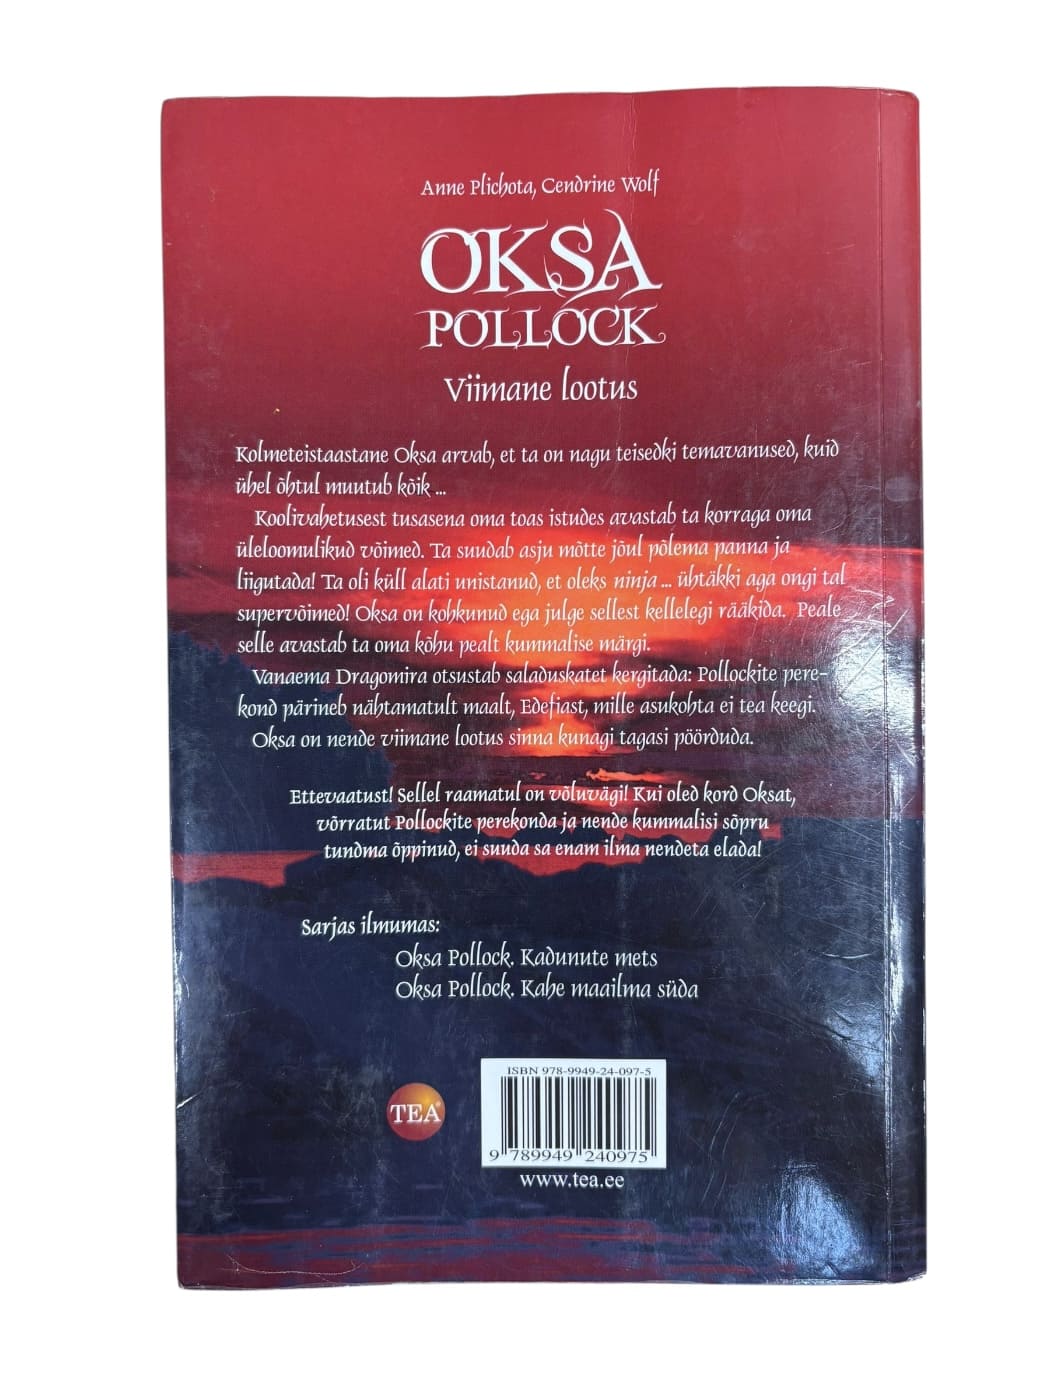 Anne Plichota, Cendrine Wolf
OKSA
POLLOCK
Viimane lootus
Kolmeteistaastane Oksa arvab, et ta on nagu teisedki temavanused, kuid
ühel õhtul muutub kõik ...
Koolivahetusest tusasena oma toas istudes avastab ta korraga oma
üleloomulikud võimed. Ta suudab asju mõtte jõul põlema panna ja
liigutada! Ta oli küll alati unistanud, et oleks ninja ... ühtäkki aga ongi tal
supervõimed! Oksa on kohkunud ega julge sellest kellelegi rääkida. Peale
selle avastab ta oma kõhu pealt kummalise märgi.
Vanaema Dragomira otsustab saladuskatet kergitada: Pollockite pere-
kond pärineb nähtamatult maalt, Edefiast, mille asukohta ei tea keegi.
Oksa on nende viimane lootus sinna kunagi tagasi pöörduda.
Ettevaatust! Sellel raamatul on võluvägi! Kui oled kord Oksat,
võrratut Pollockite perekonda ja nende kummalisi sõpru
tundma õppinud, ei suuda sa enam ilma nendeta elada!
Sarjas ilmumas:
Oksa Pollock. Kadunute mets
Oksa Pollock. Kahe maailma süda
ISBN 978-9949-24-097-5
TEA®
9 789949 240975
www.tea.ee